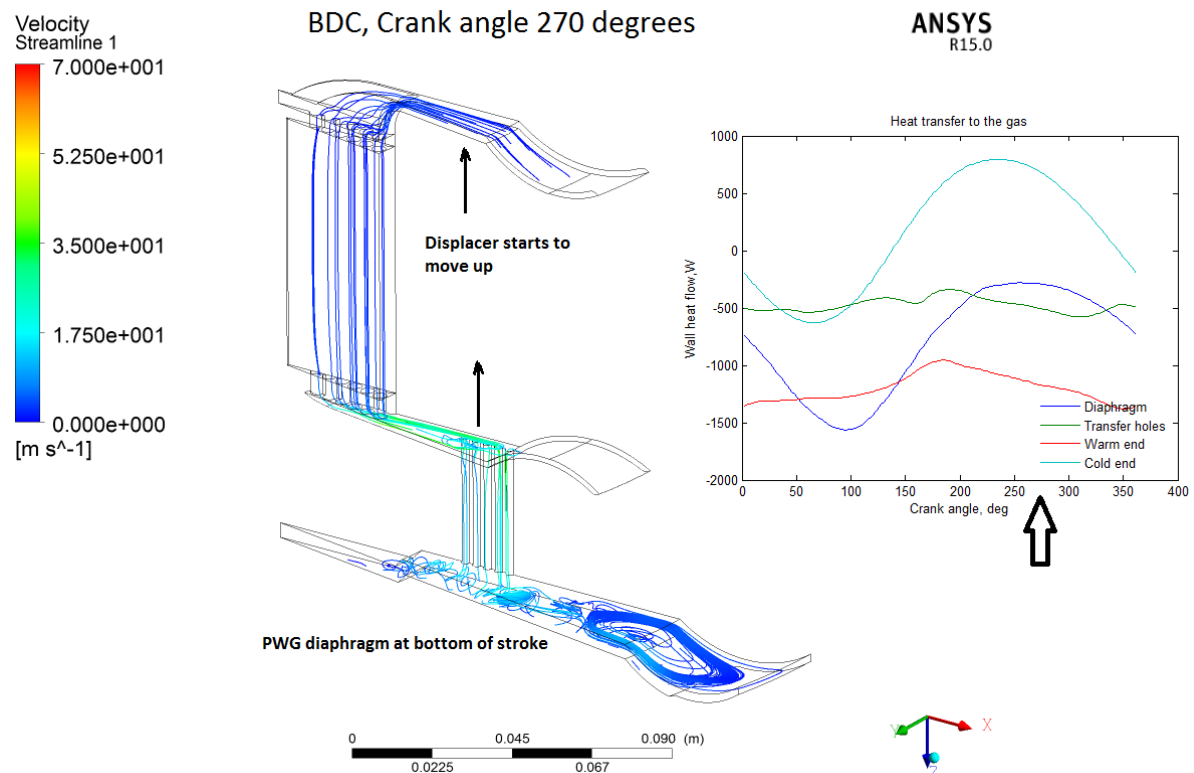 BDC, Crank angle 270 degrees
Velocity
Streamline 1
7.000e+001
5.250e+001
3.500e+001
1.750e+001
0.000e+000
[m s^-1]
ANSYS
R15.0
Displacer starts to
move up
PWG diaphragm at bottom of stroke
Heat transfer to the gas
Wall heat flow,W
1000
500
0
-500
-1000
-1500
-2000
0 50 100 150 200 250 300 350 400
Crank angle, deg
Diaphragm
Transfer holes
Warm end
Cold end
0 0.045 0.090 (m)
0.0225 0.067
Y X
Z